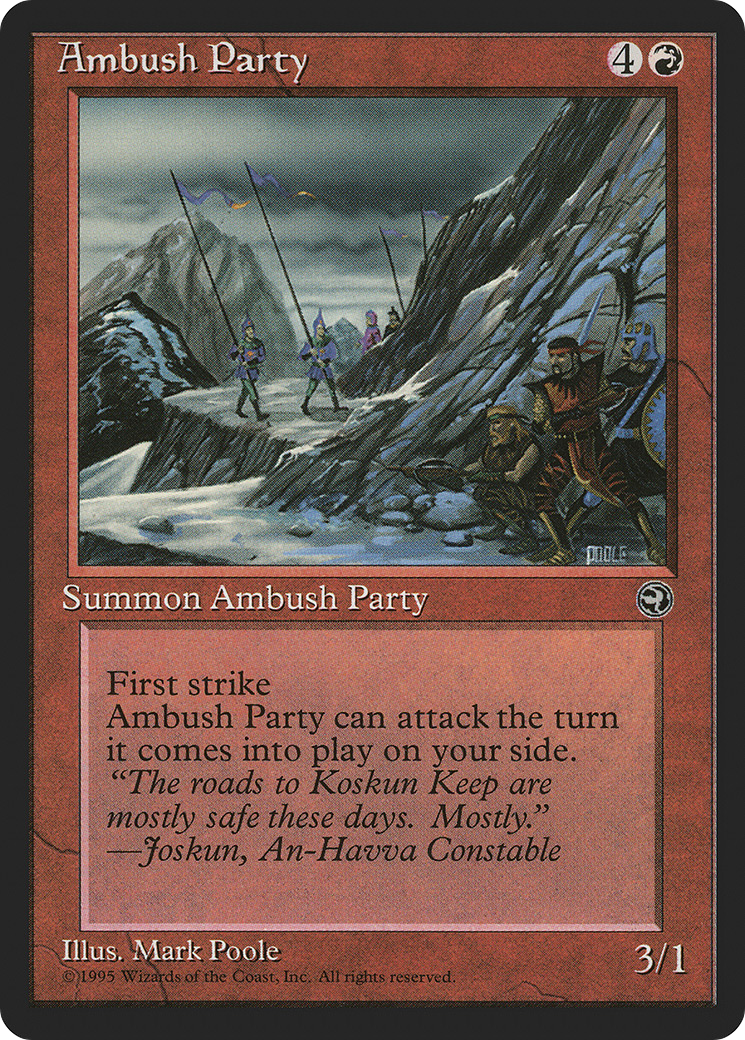 Ambush Party 4
POOLE
Summon Ambush Party
First strike
Ambush Party can attack the turn
it comes into play on your side.
“The roads to Koskun Keep are
mostly safe these days.  Mostly.”
—Joskun, An-Havva Constable
Illus. Mark Poole
3/1
©1995 Wizards of the Coast, Inc. All rights reserved.